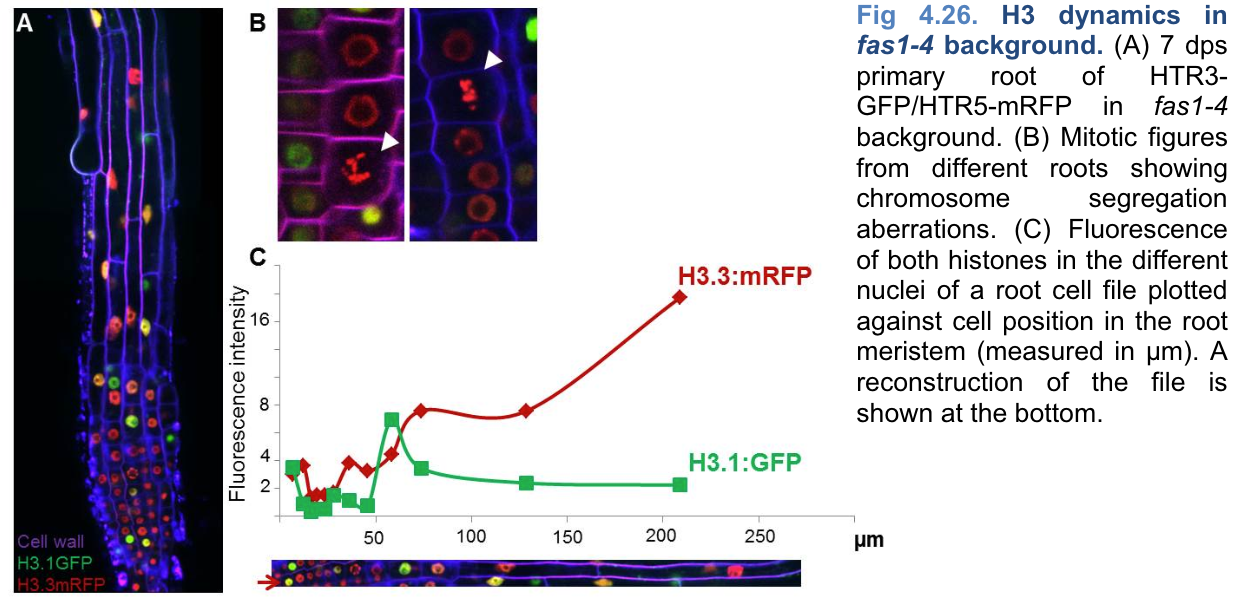 A
Cell wall
H3.1GFP
H3.3mRFP
B
C
Fluorescence intensity
16
8
4
2
50
100
150
200
250
µm
H3.3:mRFP
H3.1:GFP
Fig 4.26. H3 dynamics in
fas1-4 background. (A) 7 dps
primary root of HTR3-
GFP/HTR5-mRFP in fas1-4
background. (B) Mitotic figures
from different roots showing
chromosome segregation
aberrations. (C) Fluorescence
of both histones in the different
nuclei of a root cell file plotted
against cell position in the root
meristem (measured in µm). A
reconstruction of the file is
shown at the bottom.